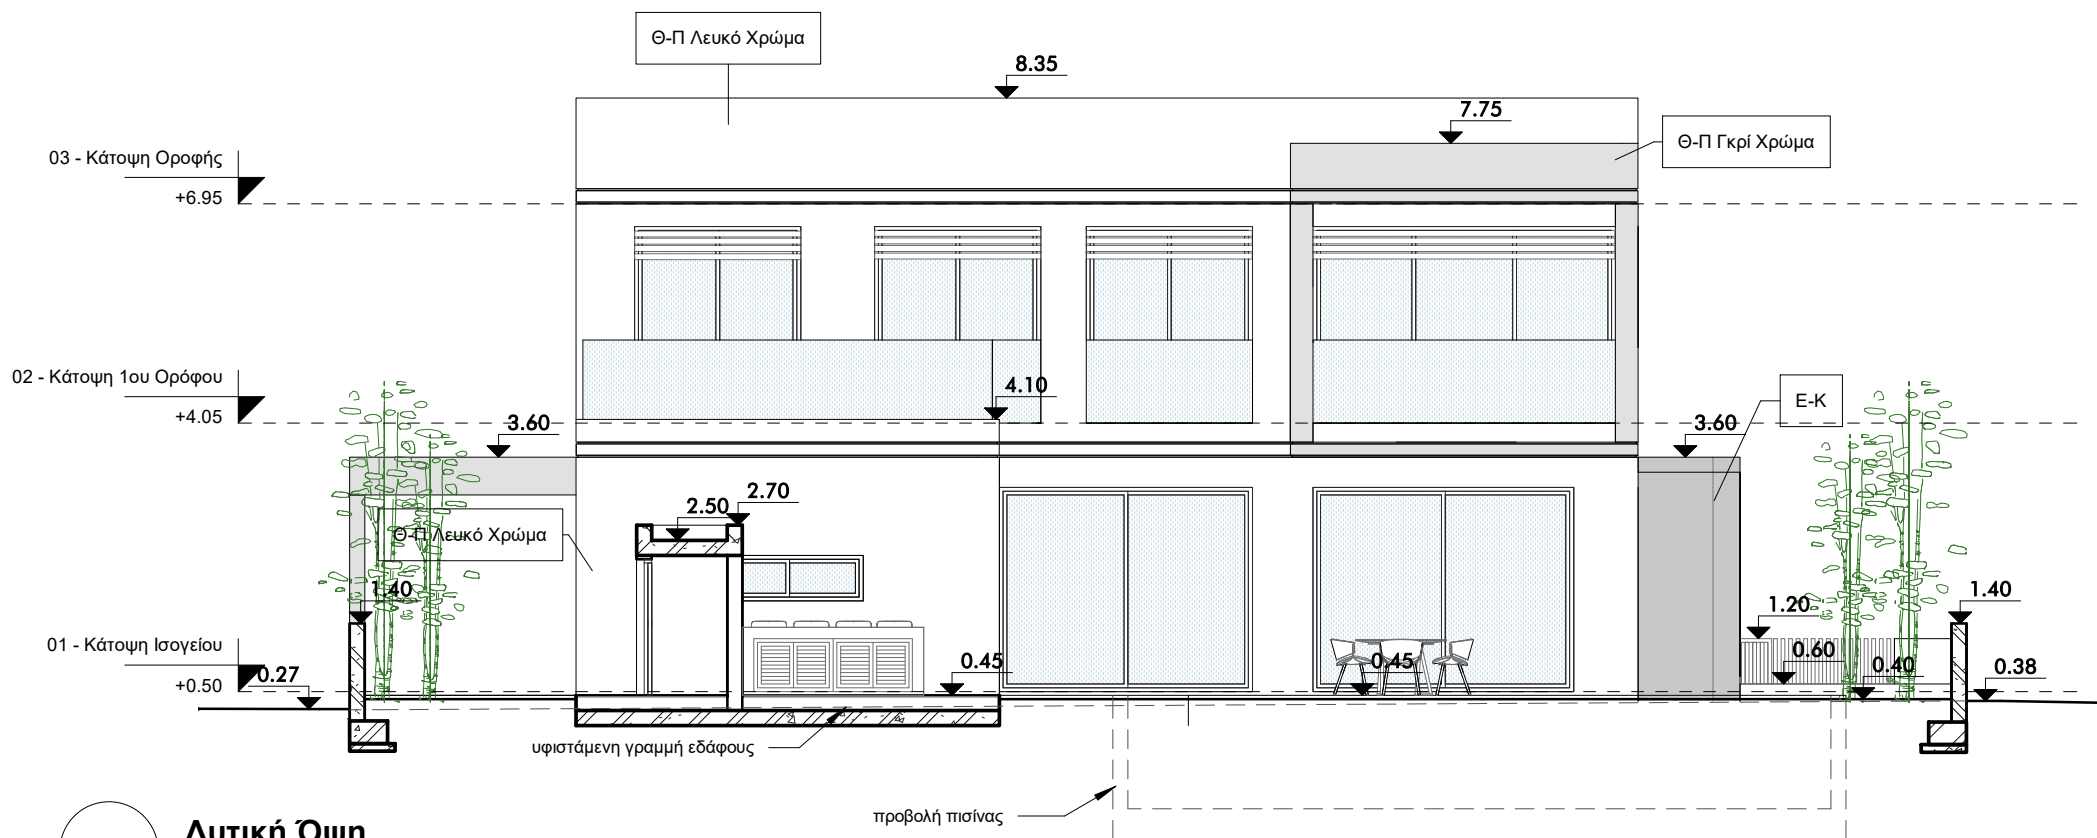 Θ-Π Λευκό Χρώμα
8.35
7.75
Θ-Π Γκρί Χρώμα
03 - Κάτοψη Οροφής
+6.95
02 - Κάτοψη 1ου Ορόφου
+4.05
4.10
Ε-Κ
3.60
3.60
2.70
2.50
Θ-Π Λευκό Χρώμα
1.40
1.40
1.20
01 - Κάτοψη Ισογείου
+0.50
0.27
0.45
0.45
0.60
0.40
0.38
υφιστάμενη γραμμή εδάφους
προβολή πισίνας
Δυτική Όψη